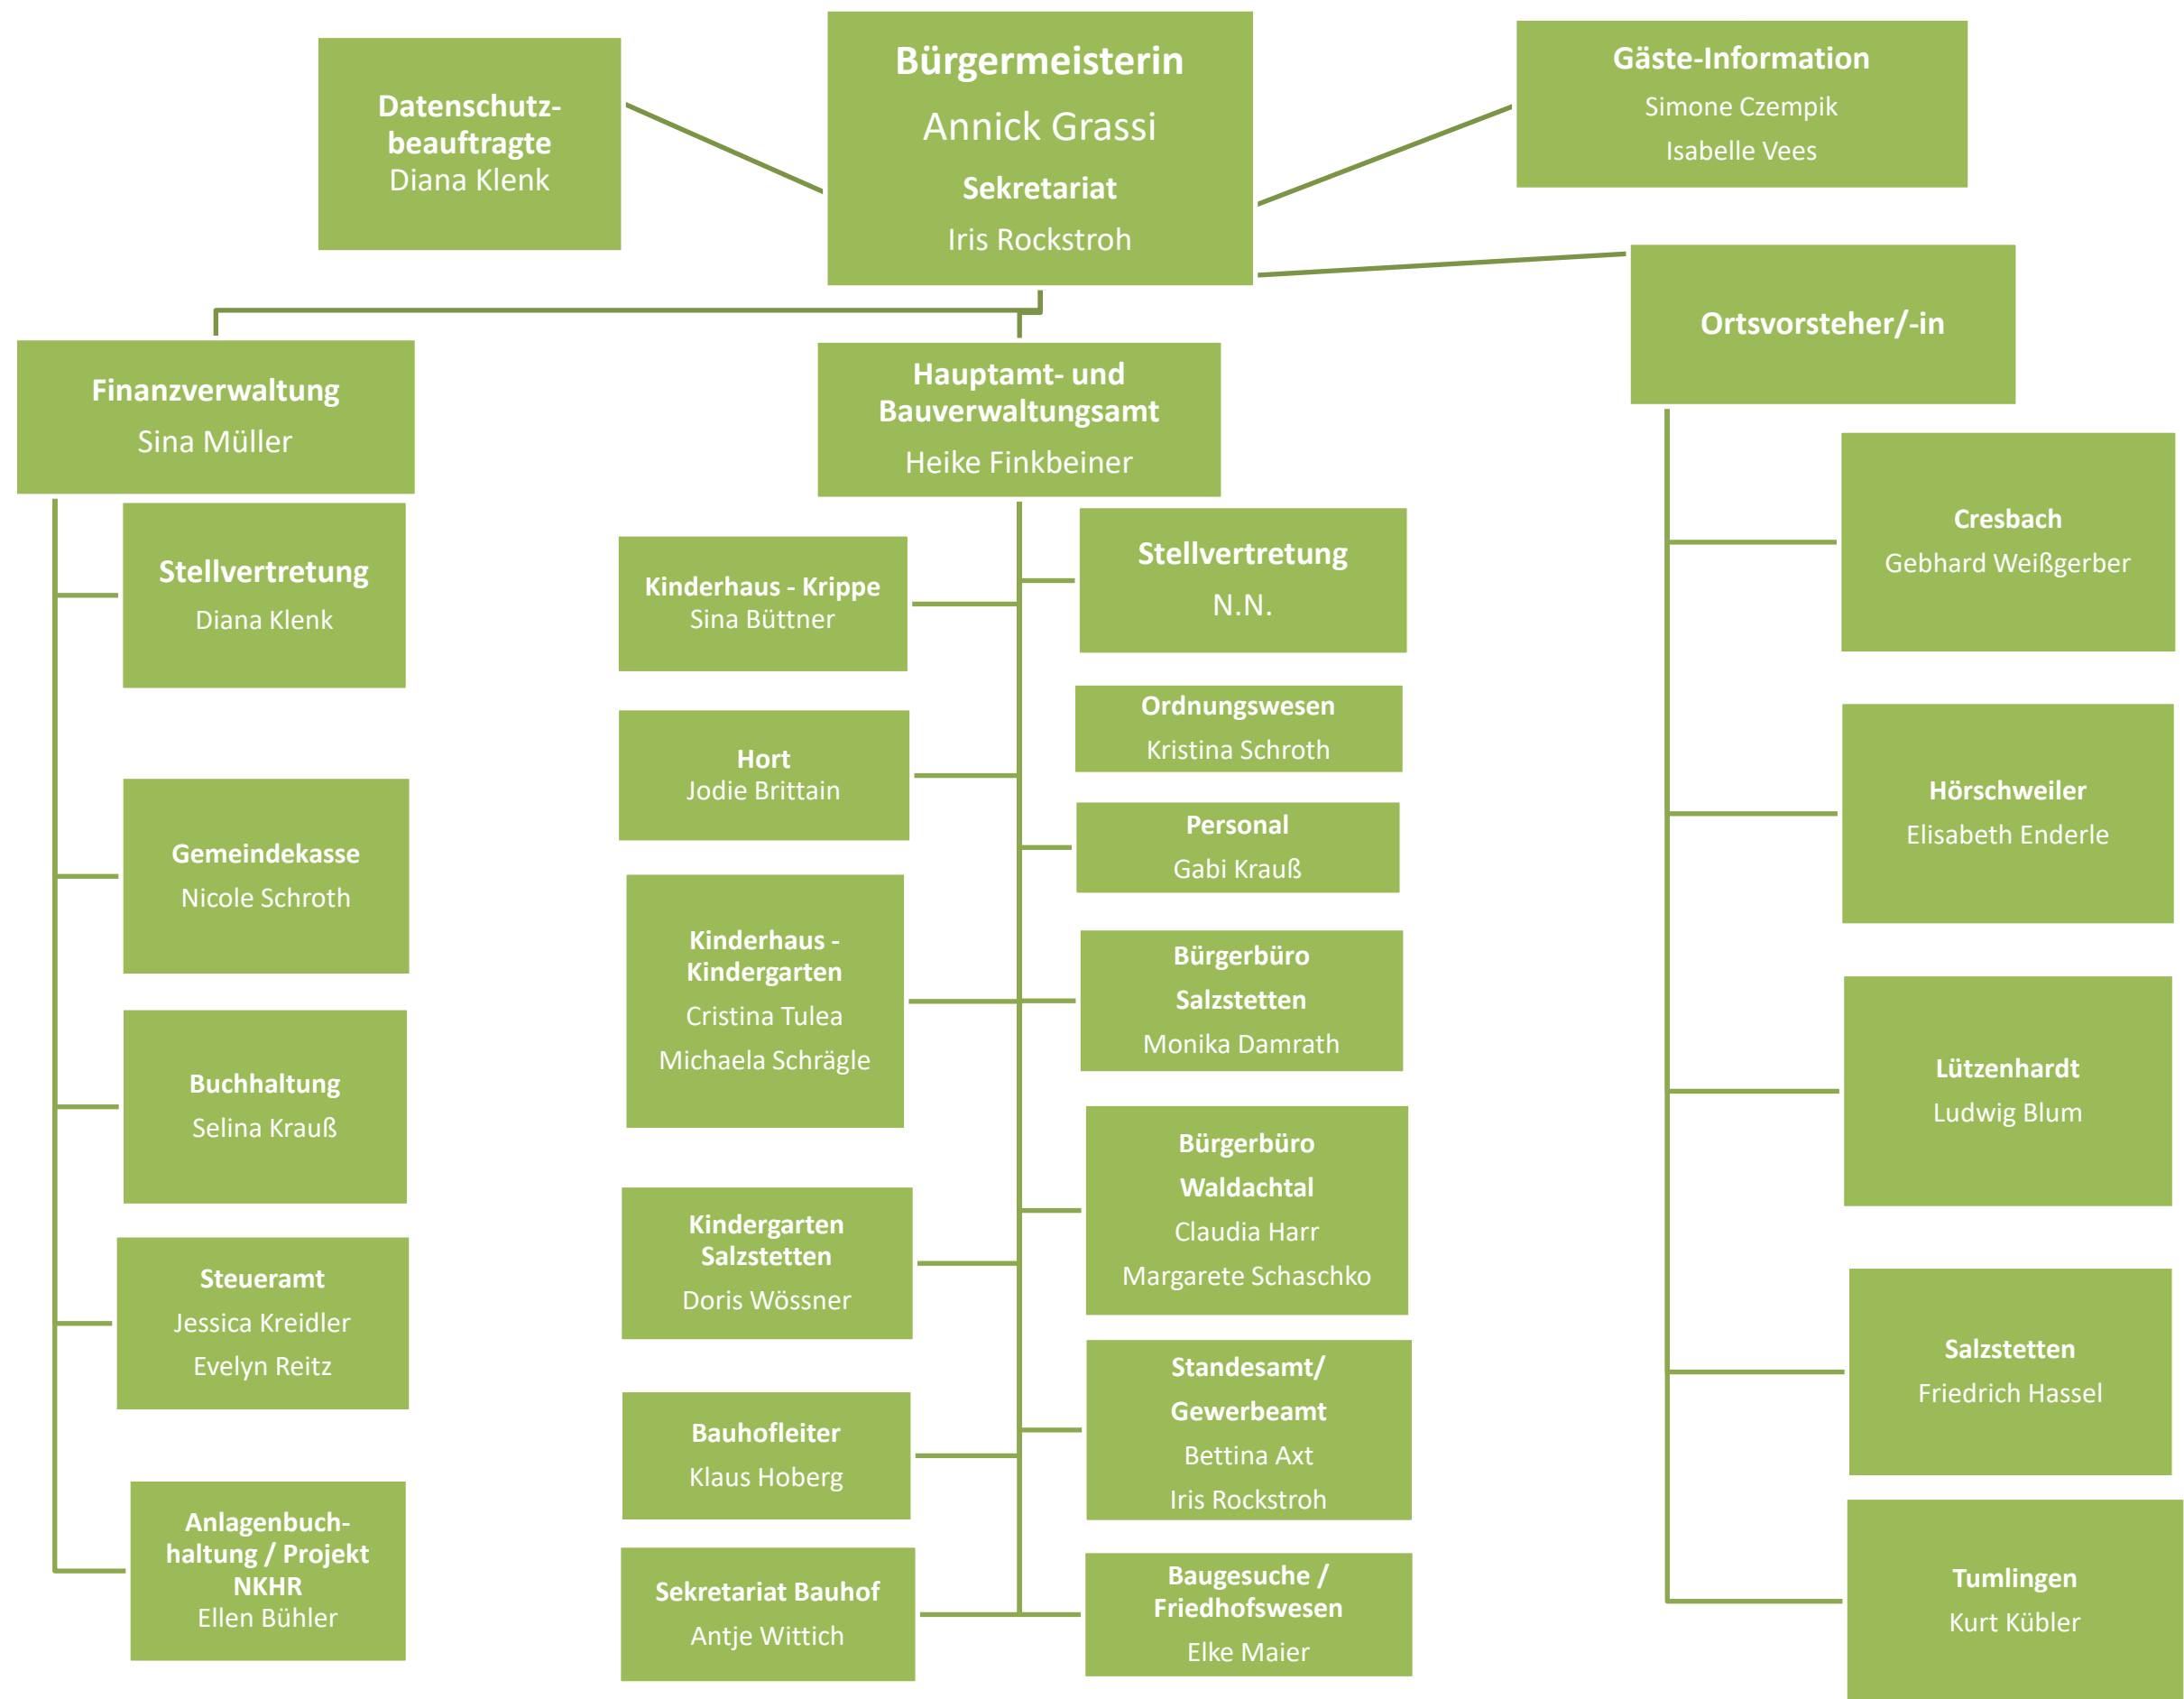 Datenschutz-
beauftragte
Diana Klenk
Bürgermeisterin
Annick Grassi
Sekretariat
Iris Rockstroh
Gäste-Information
Simone Czempik
Isabelle Vees
Finanzverwaltung
Sina Müller
Stellvertretung
Diana Klenk
Gemeindekasse
Nicole Schroth
Buchhaltung
Selina Krauß
Steueramt
Jessica Kreidler
Evelyn Reitz
Anlagenbuch-
haltung / Projekt
NKHR
Ellen Bühler
Hauptamt- und
Bauverwaltungsamt
Heike Finkbeiner
Kinderhaus - Krippe
Sina Büttner
Hort
Jodie Brittain
Kinderhaus -
Kindergarten
Cristina Tulea
Michaela Schrägle
Kindergarten
Salzstetten
Doris Wössner
Bauhofleiter
Klaus Hoberg
Sekretariat Bauhof
Antje Wittich
Stellvertretung
N.N.
Ordnungswesen
Kristina Schroth
Personal
Gabi Krauß
Bürgerbüro
Salzstetten
Monika Damrath
Bürgerbüro
Waldachtal
Claudia Harr
Margarete Schaschko
Standesamt/
Gewerbeamt
Bettina Axt
Iris Rockstroh
Baugesuche /
Friedhofswesen
Elke Maier
Ortsvorsteher/-in
Cresbach
Gebhard Weißgerber
Hörschweiler
Elisabeth Enderle
Lützenhardt
Ludwig Blum
Salzstetten
Friedrich Hassel
Tumlingen
Kurt Kübler